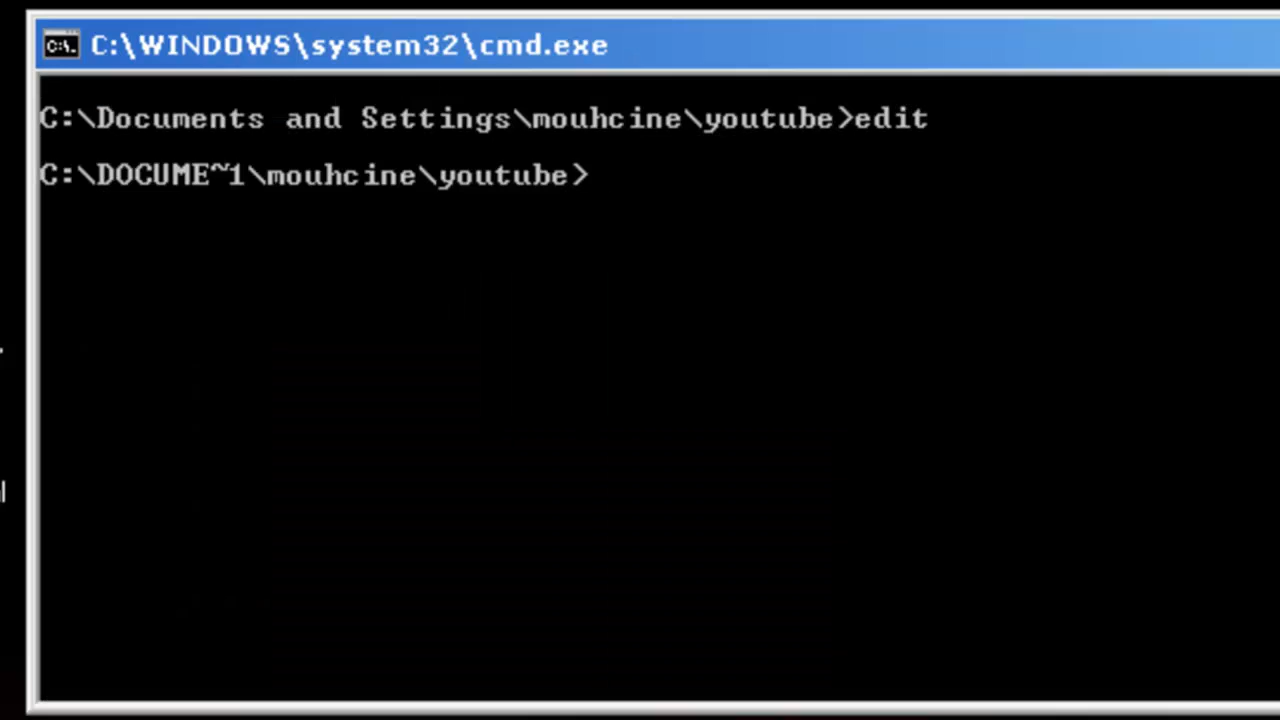 C:\WINDOWS\system32\cmd.exe
C:\Documents and Settings\mouhcine\youtube>edit
C:\DOCUME~1\mouhcine\youtube>